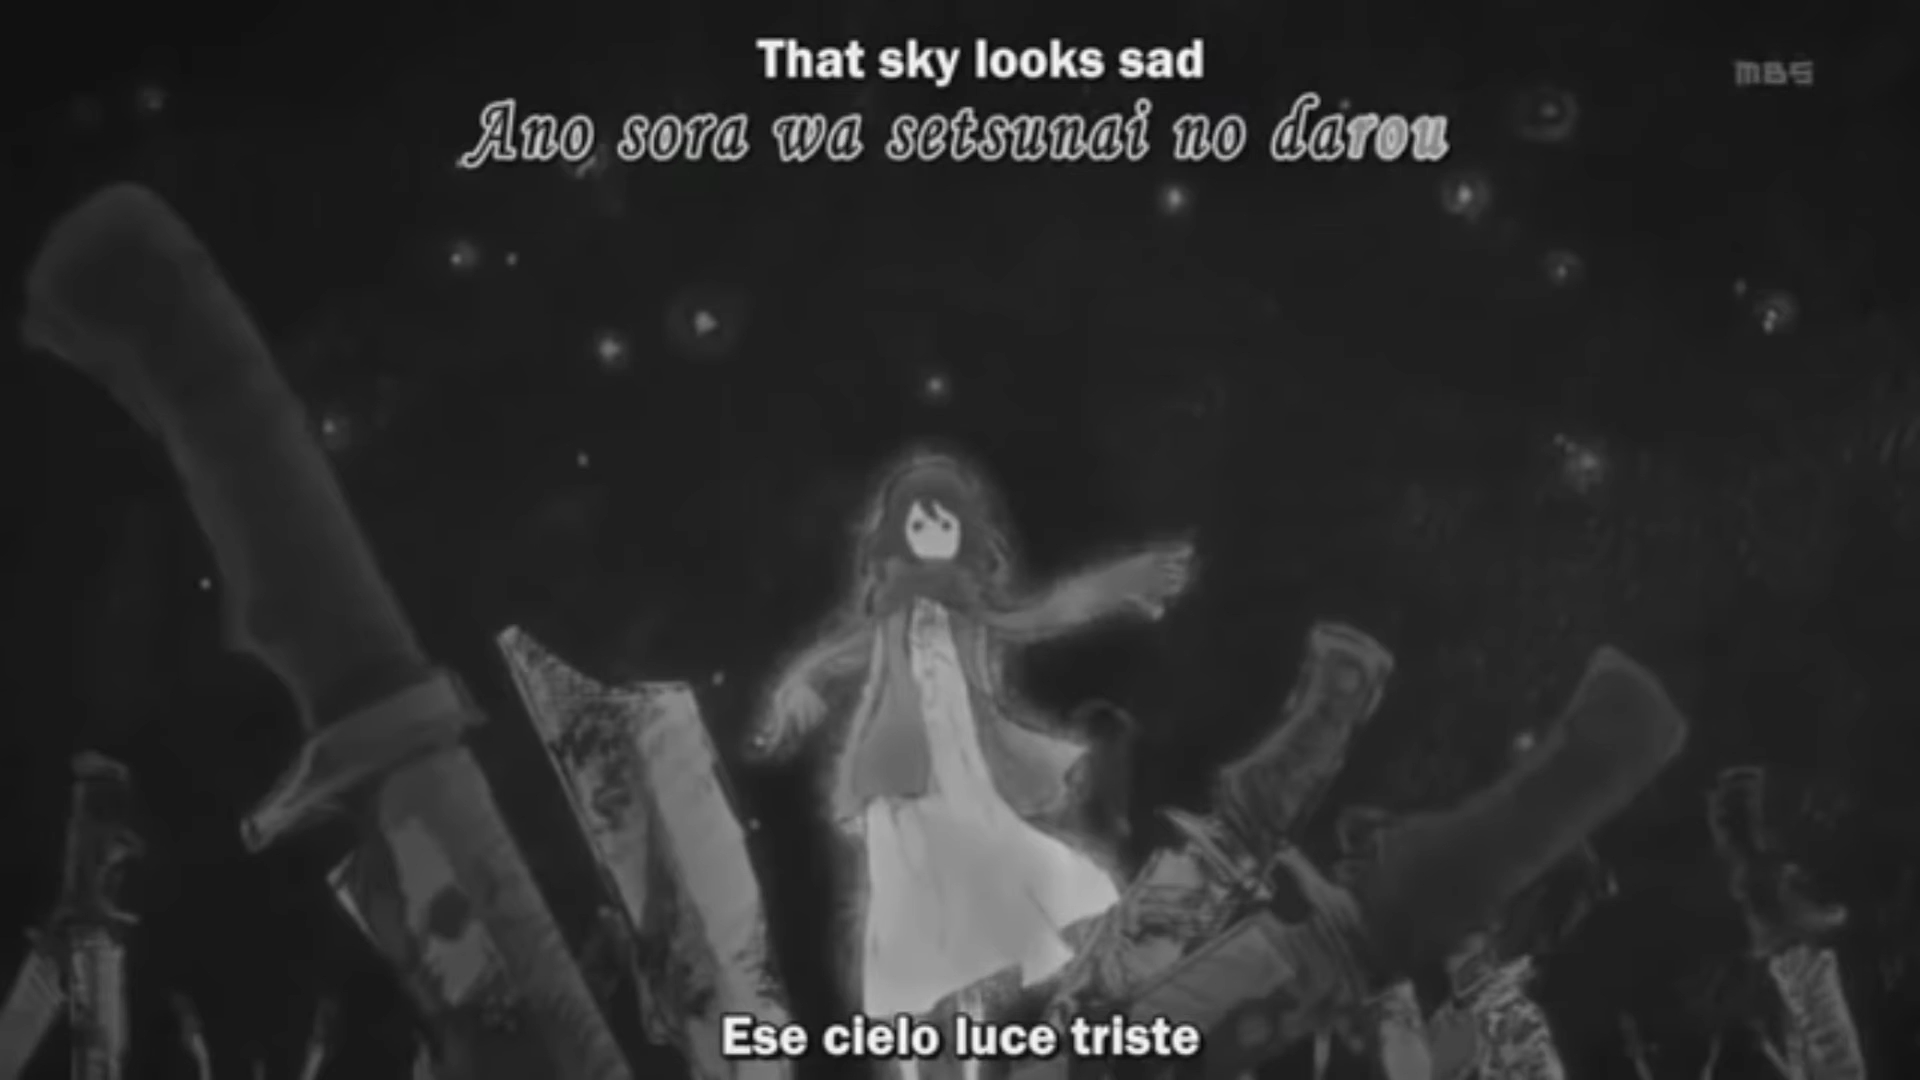 That sky looks sad
MBS
Ano sora wa setsunai no darou
Ese cielo luce triste